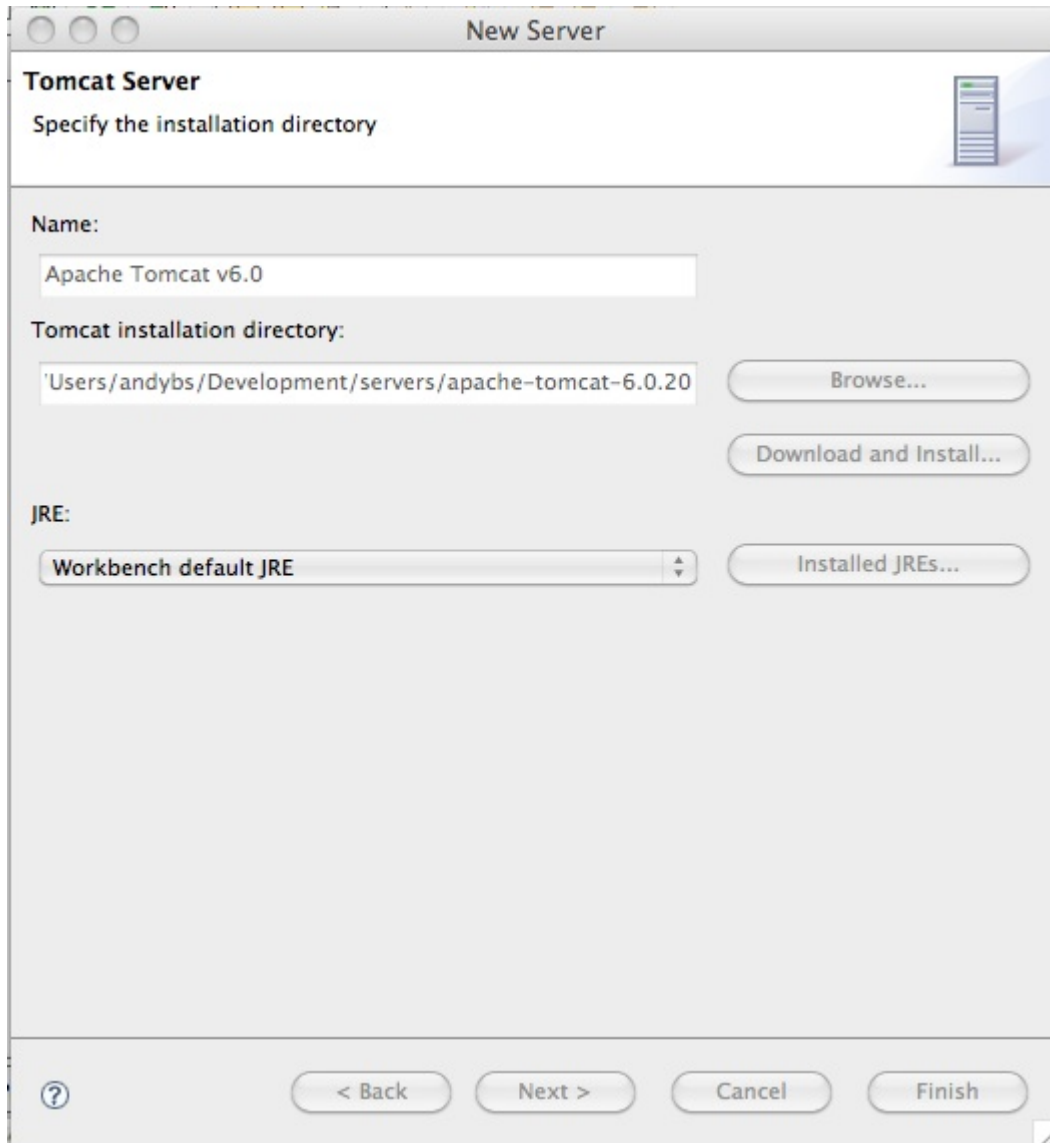 New Server
Tomcat Server
Specify the installation directory
Name:
Apache Tomcat v6.0
Tomcat installation directory:
'Users/andybs/Development/servers/apache-tomcat-6.0.20
Browse...
Download and Install...
JRE:
Workbench default JRE
Installed JREs...
?
< Back
Next >
Cancel
Finish